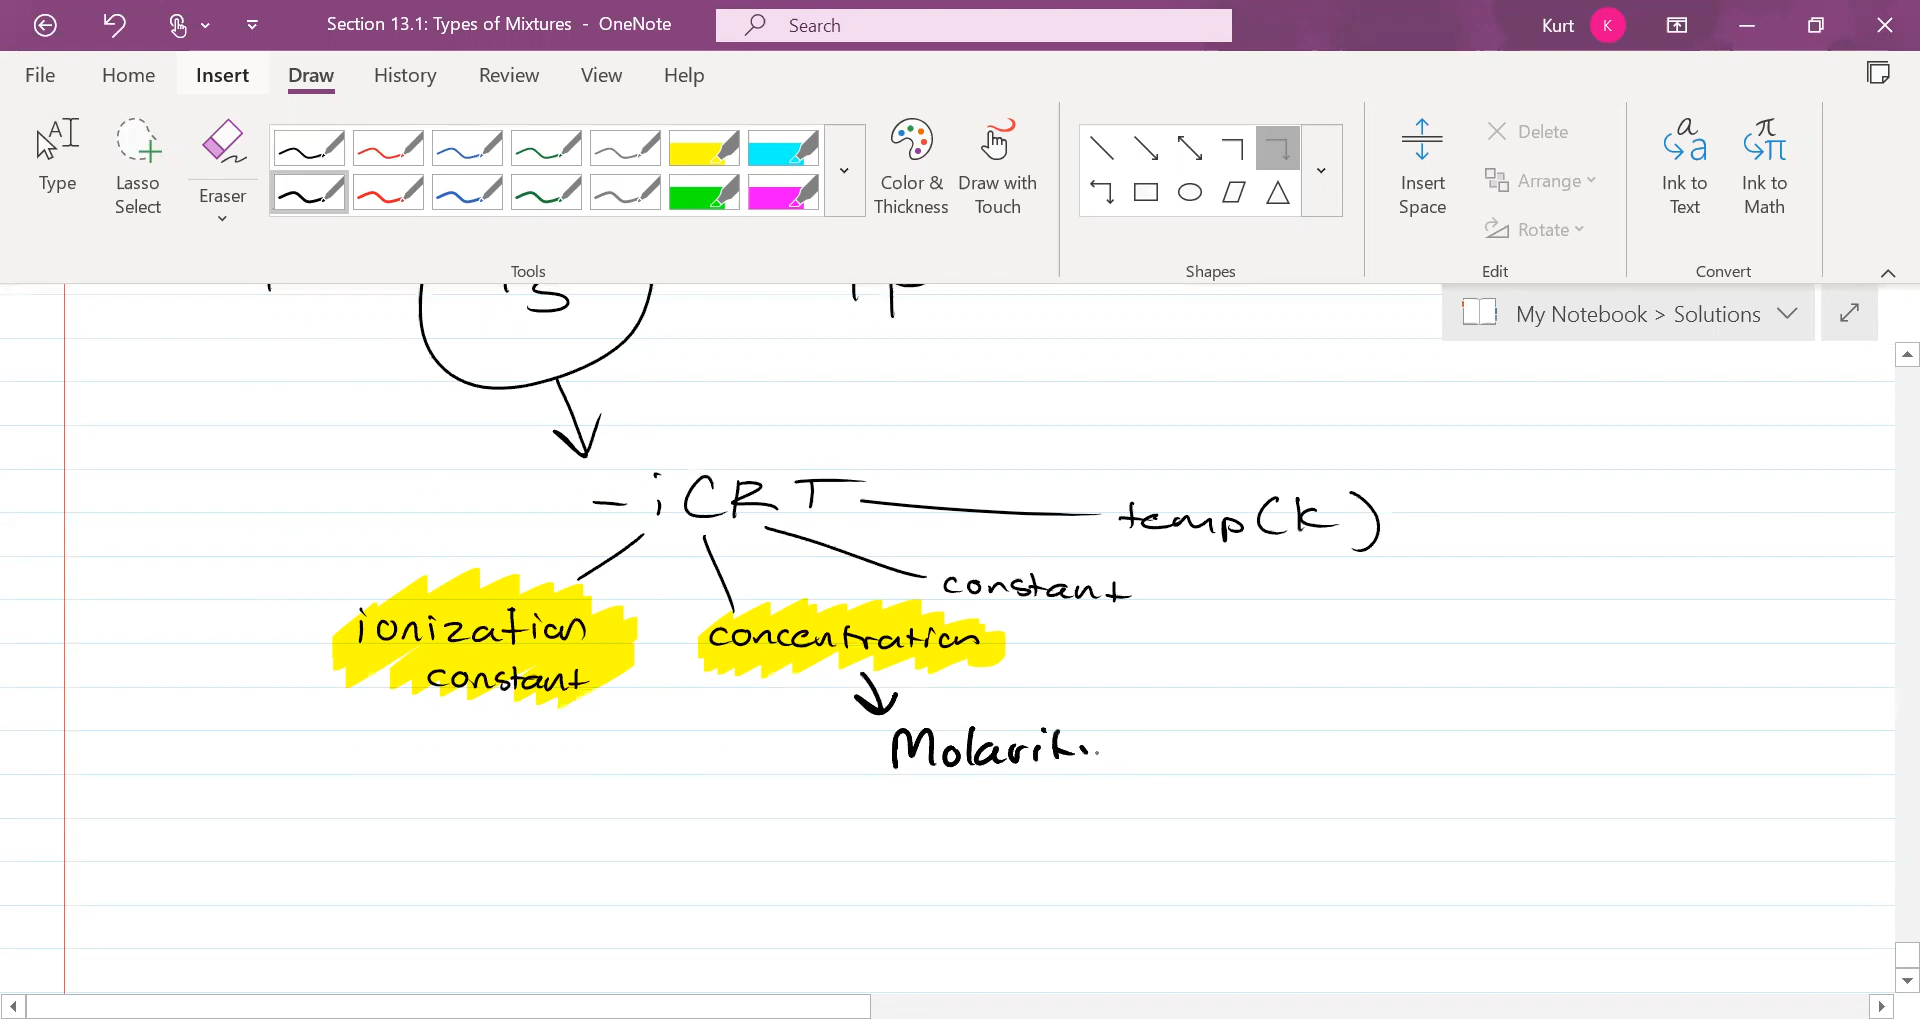 Section 13.1: Types of Mixtures - OneNote
Search
Kurt
K
File Home Insert Draw History Review View Help
Type
Lasso Select
Eraser
Color & Thickness
Draw with Touch
Insert Space
Delete
Arrange
Rotate
Ink to Text
Ink to Math
Tools
Shapes
Edit
Convert
My Notebook > Solutions
- iCRT
temp (K)
constant
ionization
constant
concentration